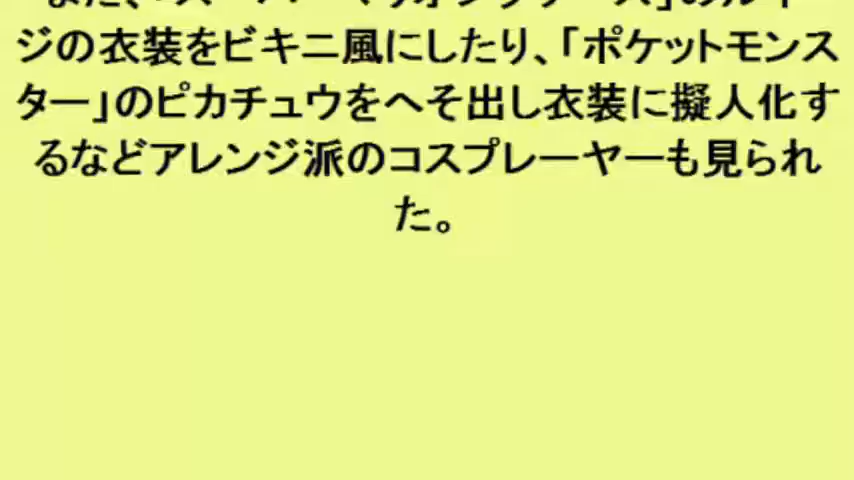 ジの衣装をビキニ風にしたり、「ポケットモンス
ター」のピカチュウをへそ出し衣装に擬人化す
るなどアレンジ派のコスプレーヤーも見られ
た。